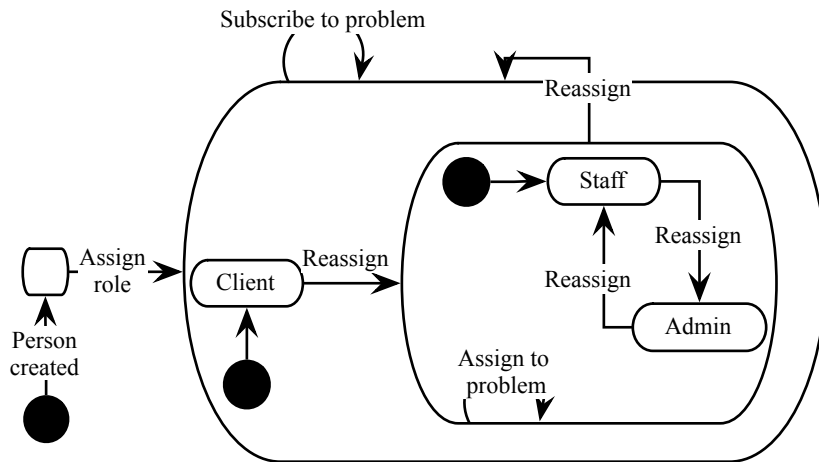 Subscribe to problem
Reassign
Staff
Assign
role
Reassign
Reassign
Client
Reassign
Person
created
Admin
Assign to
problem